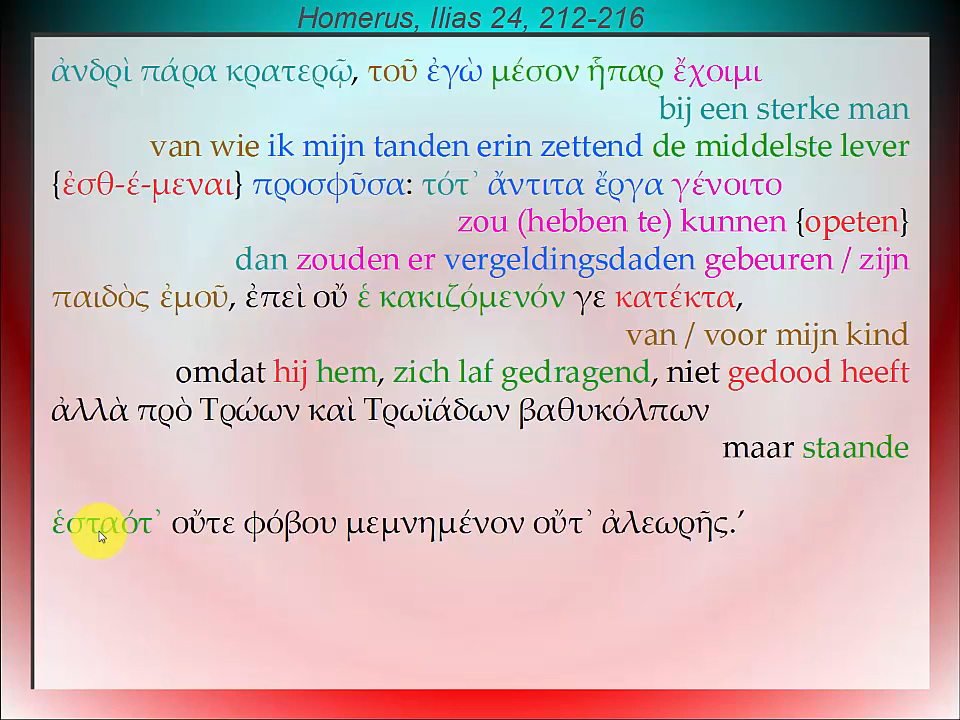 Homerus, Ilias 24, 212-216
ἀνδρὶ πάρα κρατερῷ, τοῦ ἐγὼ μέσον ἧπαρ ἔχοιμι
bij een sterke man
van wie ik mijn tanden erin zettend de middelste lever
{ἐσθ-έ-μεναι} προσφῦσα: τότ᾽ ἄντιτα ἔργα γένοιτο
zou (hebben te) kunnen {opeten}
dan zouden er vergeldingsdaden gebeuren / zijn
παιδὸς ἐμοῦ, ἐπεὶ οὔ ἑ κακιζόμενόν γε κατέκτα,
van / voor mijn kind
omdat hij hem, zich laf gedragend, niet gedood heeft
ἀλλὰ πρὸ Τρώων καὶ Τρωϊάδων βαθυκόλπων
maar staande
ἑσταότ᾽ οὔτε φόβου μεμνημένον οὔτ᾽ ἀλεωρῆς.’